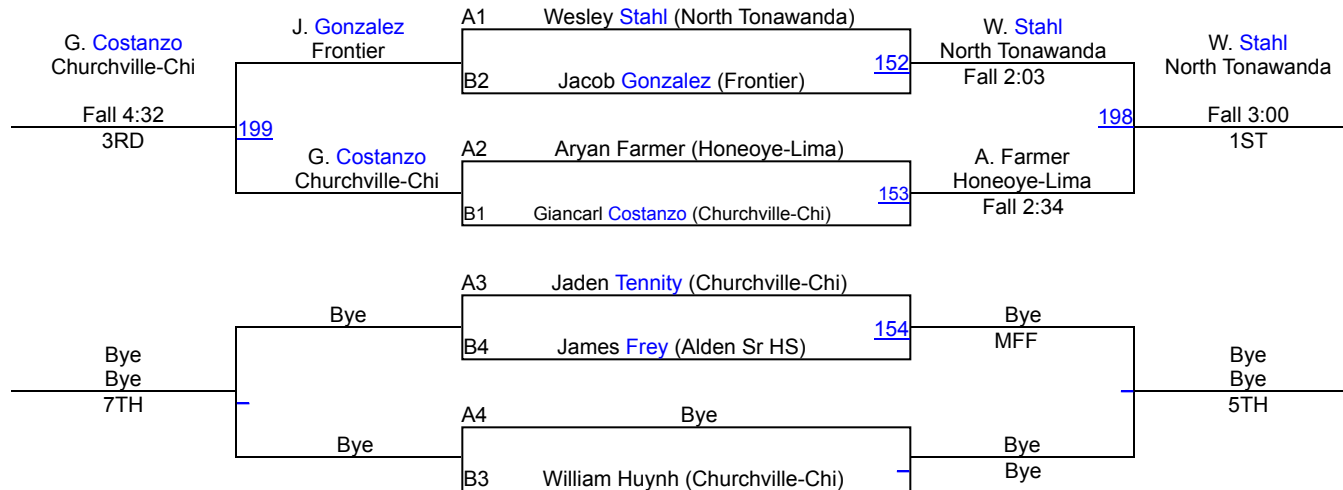 A1 Wesley Stahl (North Tonawanda)
J. Gonzalez
Frontier
G. Costanzo
Churchville-Chi
W. Stahl
North Tonawanda
152
Fall 2:03
W. Stahl
North Tonawanda
B2 Jacob Gonzalez (Frontier)
Fall 4:32
3RD
199
198
Fall 3:00
1ST
G. Costanzo
Churchville-Chi
A2 Aryan Farmer (Honeoye-Lima)
A. Farmer
Honeoye-Lima
153
Fall 2:34
B1 Giancarl Costanzo (Churchville-Chi)
A3 Jaden Tennity (Churchville-Chi)
Bye
154
Bye
MFF
B4 James Frey (Alden Sr HS)
Bye
Bye
7TH
Bye
Bye
5TH
A4 Bye
Bye
Bye
Bye
B3 William Huynh (Churchville-Chi)